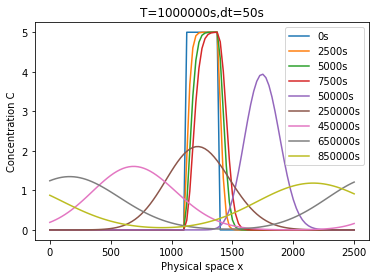 T=1000000s,dt=50s
Concentration C
5
4
3
2
1
0
0s
2500s
5000s
7500s
50000s
250000s
450000s
650000s
850000s
0 500 1000 1500 2000 2500
Physical space x